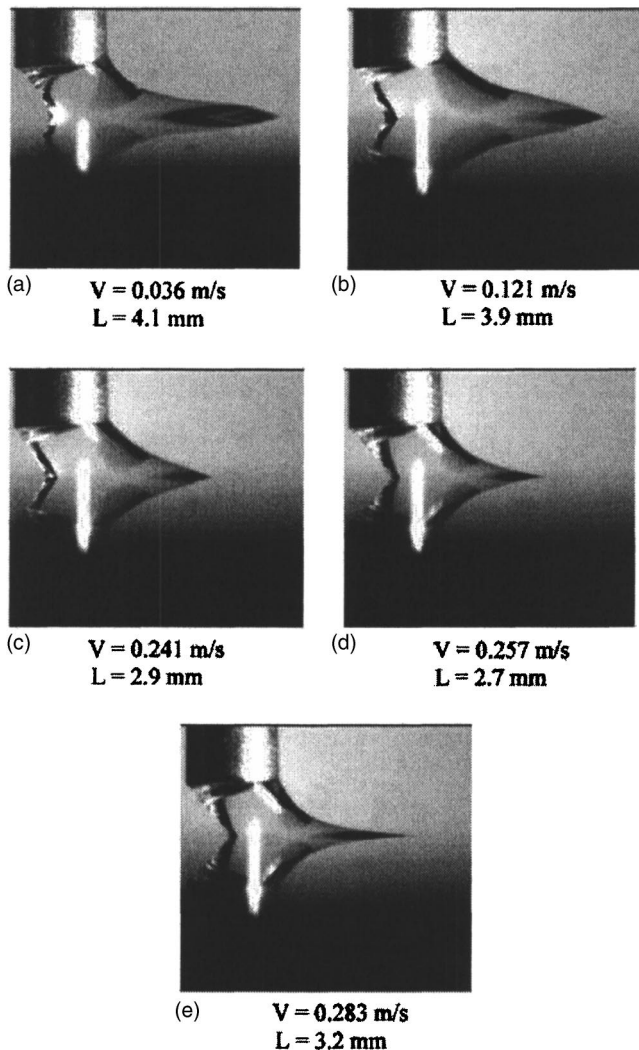 (a)
V = 0.036 m/s
L = 4.1 mm
(b)
V = 0.121 m/s
L = 3.9 mm
(c)
V = 0.241 m/s
L = 2.9 mm
(d)
V = 0.257 m/s
L = 2.7 mm
(e)
V = 0.283 m/s
L = 3.2 mm